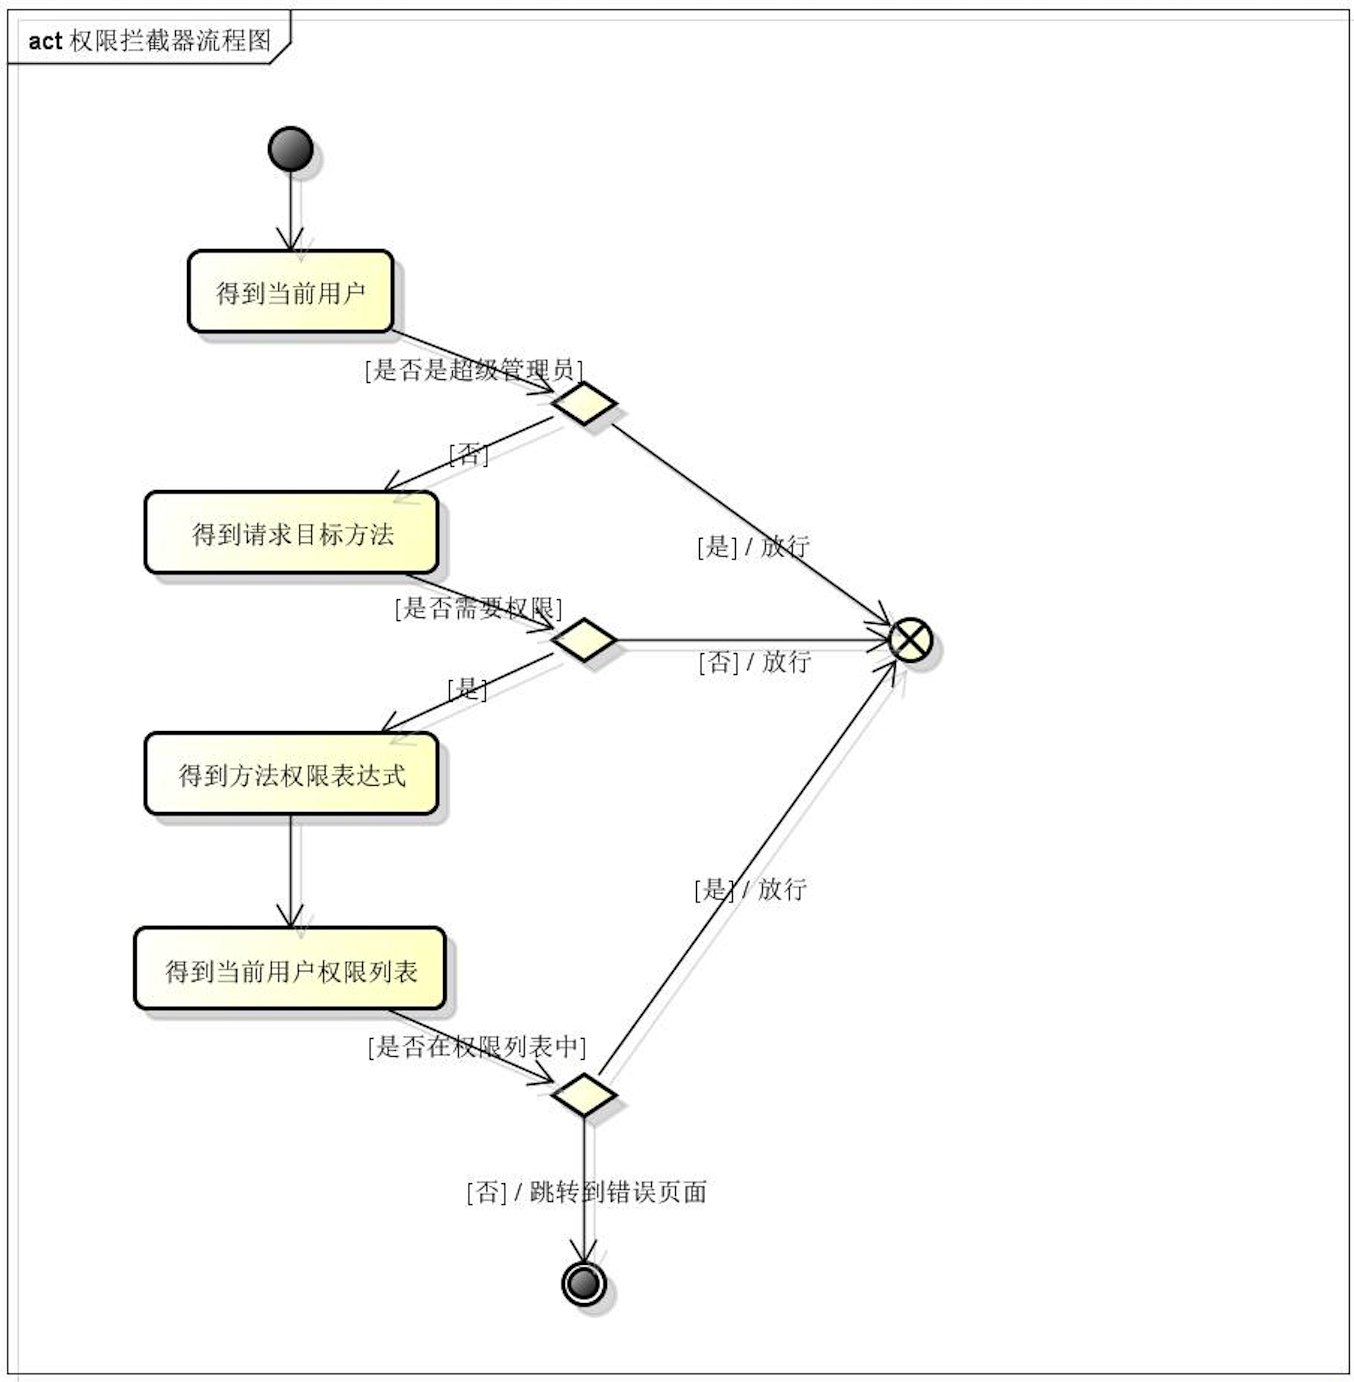 act 权限拦截器流程图
得到当前用户
[是否是超级管理员]
[否]
得到请求目标方法
[是] / 放行
[是否需要权限]
[否] / 放行
[是]
得到方法权限表达式
[是] / 放行
得到当前用户权限列表
[是否在权限列表中]
[否] / 跳转到错误页面